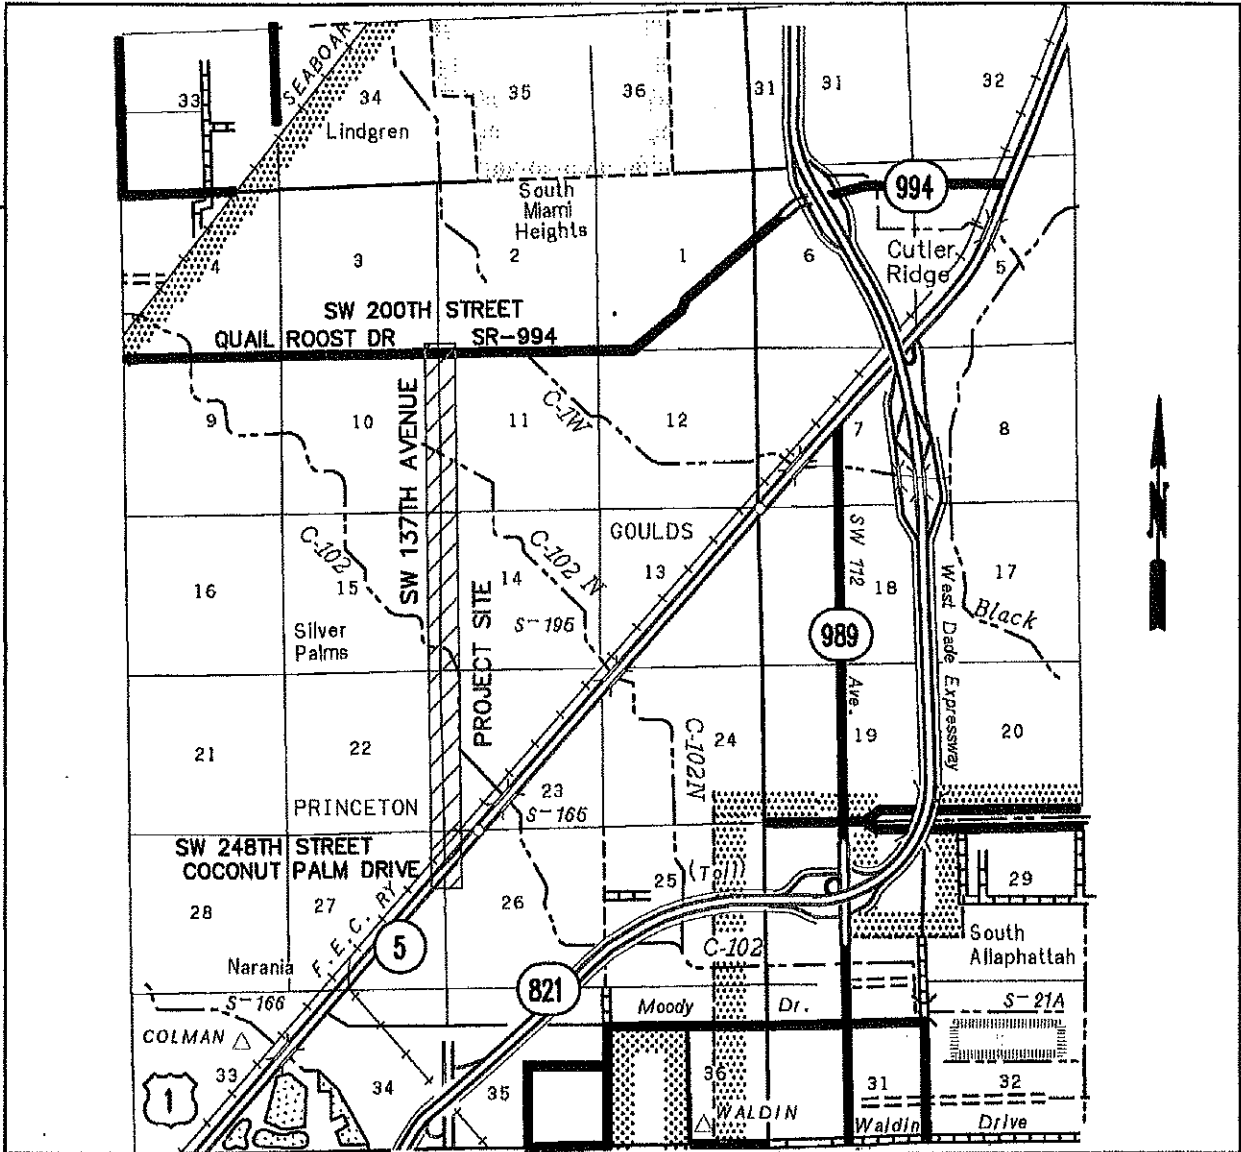 SEABOAR
33
34
35
36
31
31
32
Lindgren
South
Miami
Heights
994
4
3
2
1
6
5
Cutler
Ridge
SW 200TH STREET
QUAIL ROOST DR
SR-994
9
10
11
12
7
8
C-1W
SW 137TH AVENUE
C-102
C-102 N
GOULDS
SW 112
Ave.
16
15
14
13
18
17
S-195
Silver
Palms
PROJECT SITE
989
West Dade Expressway
Black
21
22
23
24
19
20
C-102N
PRINCETON
S-165
SW 248TH STREET
COCONUT PALM DRIVE
28
27
26
25
(Toll)
29
F. E. C. RY
5
South
Allaphattah
C-102
Narania
821
S-166
Moody Dr.
S-21A
COLMAN
33
34
35
36
31
32
1
WALDIN
Waldin Drive
N